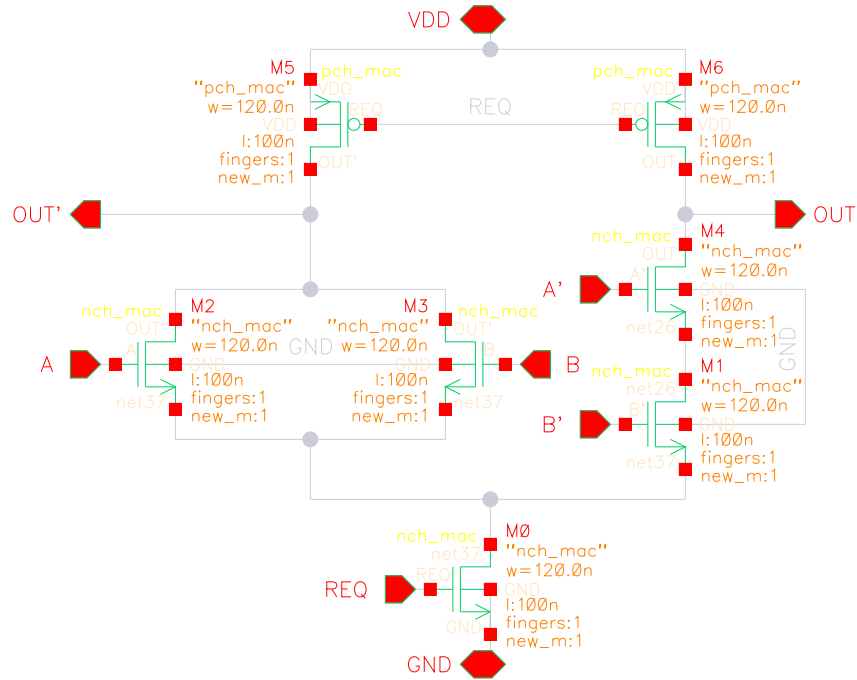 VDD
M5
pch_mac
"pch_mac"
VDD
w=120.0n
REQ
VDD
l:100n
fingers:1
OUT'
new_m:1
REQ
pch_mac
M6
VDD
"pch_mac"
w=120.0n
REQ
VDD
l:100n
fingers:1
OUT
new_m:1
OUT'
OUT
M4
nch_mac
"nch_mac"
OUT
w=120.0n
A'
A'
GND
l:100n
fingers:1
net26
new_m:1
M2
nch_mac
"nch_mac"
OUT'
w=120.0n
A
A
GND
l:100n
fingers:1
net37
new_m:1
GND
M3
nch_mac
"nch_mac"
OUT'
w=120.0n
B
B
GND
l:100n
fingers:1
net37
new_m:1
GND
M1
nch_mac
"nch_mac"
net26
w=120.0n
B'
B'
GND
l:100n
fingers:1
net37
new_m:1
M0
nch_mac
"nch_mac"
net37
w=120.0n
REQ
REQ
GND
l:100n
fingers:1
GND
new_m:1
GND